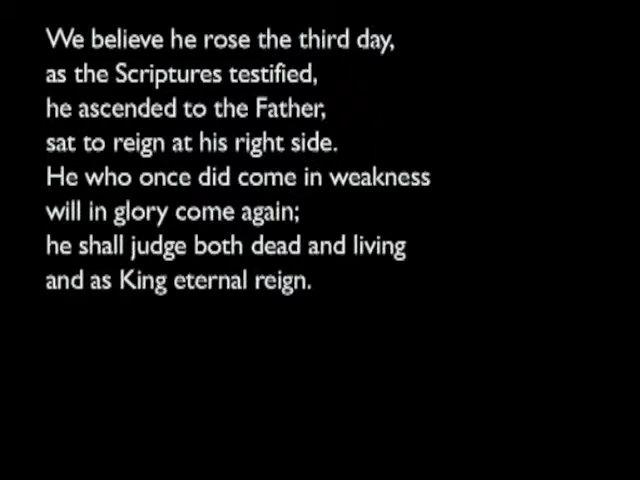 We believe he rose the third day,
as the Scriptures testified,
he ascended to the Father,
sat to reign at his right side.
He who once did come in weakness
will in glory come again;
he shall judge both dead and living
and as King eternal reign.